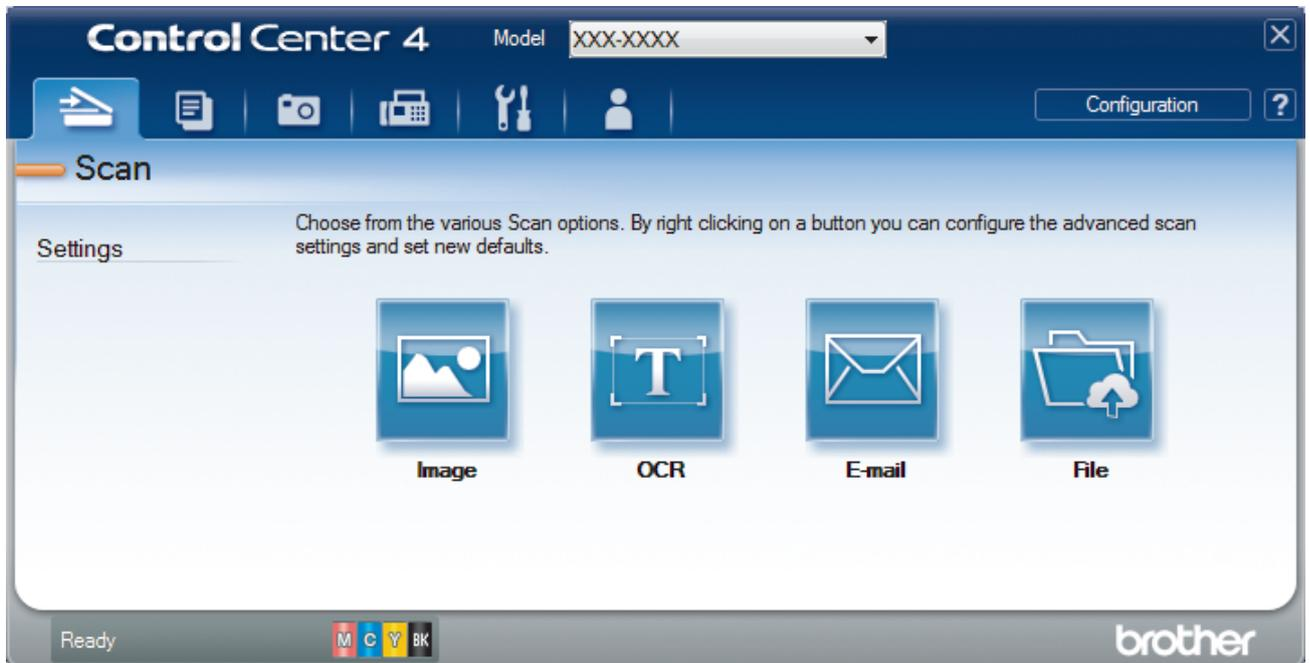 Control Center 4 Model XXX-XXXX
Configuration ?
Scan
Choose from the various Scan options. By right clicking on a button you can configure the advanced scan
settings and set new defaults.
Settings
T
Image OCR E-mail File
Ready M C Y BK brother